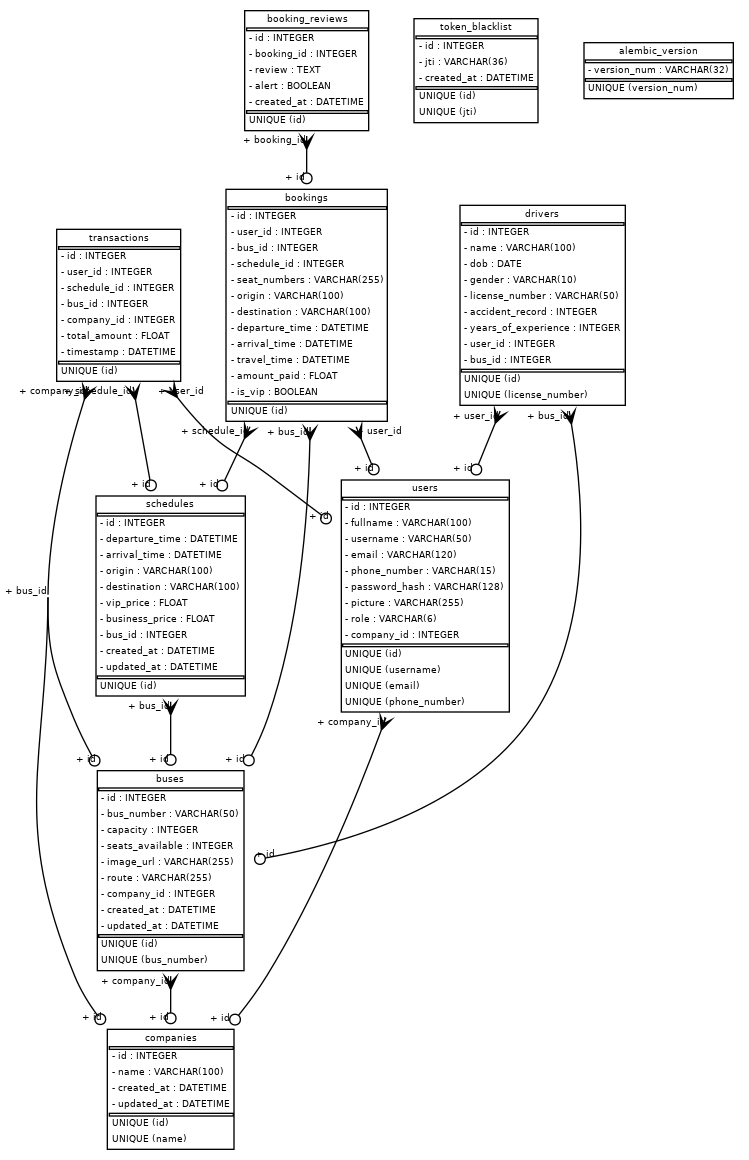 booking_reviews
- id : INTEGER
- booking_id : INTEGER
- review : TEXT
- alert : BOOLEAN
- created_at : DATETIME
UNIQUE (id)
+ booking_id
+ id
token_blacklist
- id : INTEGER
- jti : VARCHAR(36)
- created_at : DATETIME
UNIQUE (id)
UNIQUE (jti)
alembic_version
- version_num : VARCHAR(32)
UNIQUE (version_num)
transactions
- id : INTEGER
- user_id : INTEGER
- schedule_id : INTEGER
- bus_id : INTEGER
- company_id : INTEGER
- total_amount : FLOAT
- timestamp : DATETIME
UNIQUE (id)
+ company_id
+ schedule_id
+ user_id
bookings
- id : INTEGER
- user_id : INTEGER
- bus_id : INTEGER
- schedule_id : INTEGER
- seat_numbers : VARCHAR(255)
- origin : VARCHAR(100)
- destination : VARCHAR(100)
- departure_time : DATETIME
- arrival_time : DATETIME
- travel_time : DATETIME
- amount_paid : FLOAT
- is_vip : BOOLEAN
UNIQUE (id)
+ schedule_id
+ bus_id
+ user_id
drivers
- id : INTEGER
- name : VARCHAR(100)
- dob : DATE
- gender : VARCHAR(10)
- license_number : VARCHAR(50)
- accident_record : INTEGER
- years_of_experience : INTEGER
- user_id : INTEGER
- bus_id : INTEGER
UNIQUE (id)
UNIQUE (license_number)
+ user_id
+ bus_id
+ id
+ id
+ id
+ id
+ id
schedules
- id : INTEGER
- departure_time : DATETIME
- arrival_time : DATETIME
- origin : VARCHAR(100)
- destination : VARCHAR(100)
- vip_price : FLOAT
- business_price : FLOAT
- bus_id : INTEGER
- created_at : DATETIME
- updated_at : DATETIME
UNIQUE (id)
+ bus_id
+ bus_id
users
- id : INTEGER
- fullname : VARCHAR(100)
- username : VARCHAR(50)
- email : VARCHAR(120)
- phone_number : VARCHAR(15)
- password_hash : VARCHAR(128)
- picture : VARCHAR(255)
- role : VARCHAR(6)
- company_id : INTEGER
UNIQUE (id)
UNIQUE (username)
UNIQUE (email)
UNIQUE (phone_number)
+ company_id
+ id
+ id
+ id
buses
- id : INTEGER
- bus_number : VARCHAR(50)
- capacity : INTEGER
- seats_available : INTEGER
- image_url : VARCHAR(255)
- route : VARCHAR(255)
- company_id : INTEGER
- created_at : DATETIME
- updated_at : DATETIME
UNIQUE (id)
UNIQUE (bus_number)
+ id
+ company_id
+ id
+ id
+ id
companies
- id : INTEGER
- name : VARCHAR(100)
- created_at : DATETIME
- updated_at : DATETIME
UNIQUE (id)
UNIQUE (name)